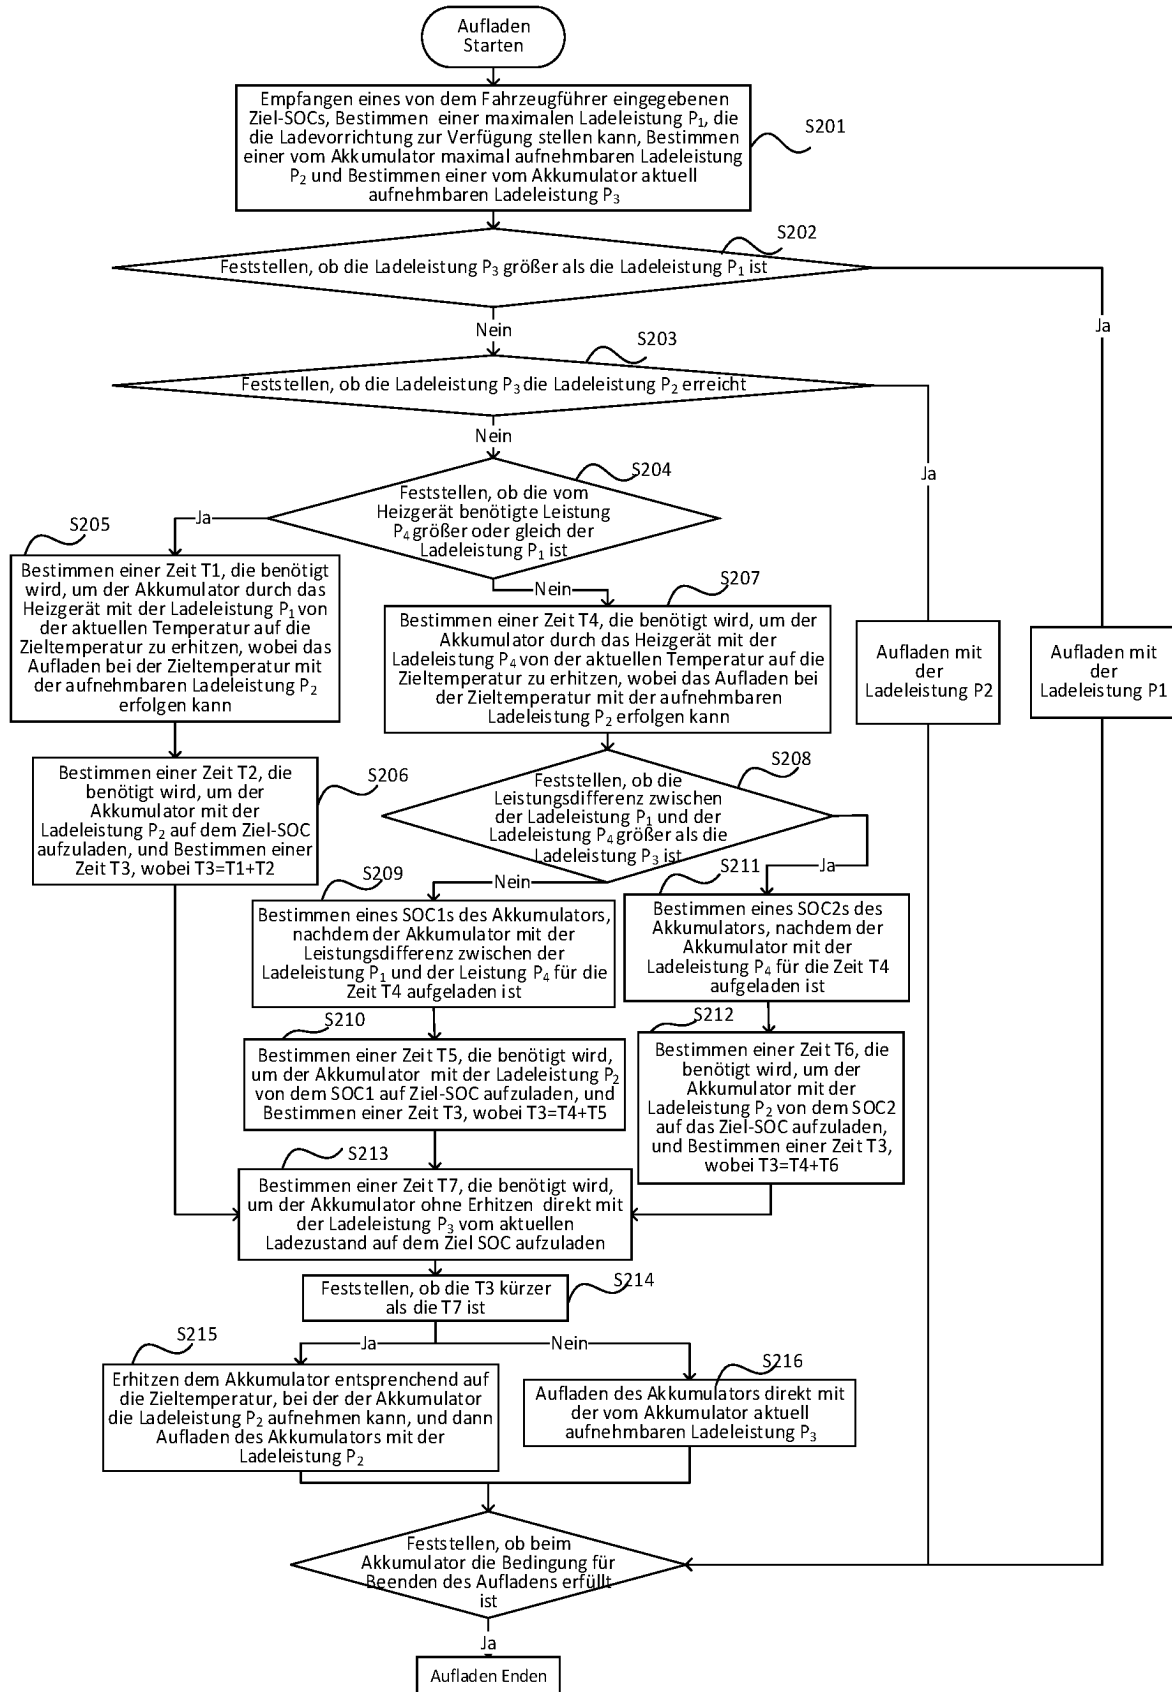 Aufladen
Starten
Empfangen eines von dem Fahrzeugführer eingegebenen
Ziel-SOCs, Bestimmen einer maximalen Ladeleistung P₁, die
die Ladevorrichtung zur Verfügung stellen kann, Bestimmen
einer vom Akkumulator maximal aufnehmbaren Ladeleistung
P₂ und Bestimmen einer vom Akkumulator aktuell
aufnehmbaren Ladeleistung P₃
S201
S202
Feststellen, ob die Ladeleistung P₃ größer als die Ladeleistung P₁ ist
Nein
Ja
S203
Feststellen, ob die Ladeleistung P₃ die Ladeleistung P₂ erreicht
Nein
Ja
S204
Feststellen, ob die vom
Heizgerät benötigte Leistung
P₄ größer oder gleich der
Ladeleistung P₁ ist
Ja
Nein
S205
Bestimmen einer Zeit T1, die benötigt
wird, um der Akkumulator durch das
Heizgerät mit der Ladeleistung P₁ von
der aktuellen Temperatur auf die
Zieltemperatur zu erhitzen, wobei das
Aufladen bei der Zieltemperatur mit
der aufnehmbaren Ladeleistung P₂
erfolgen kann
S207
Bestimmen einer Zeit T4, die benötigt wird, um der
Akkumulator durch das Heizgerät mit der
Ladeleistung P₄ von der aktuellen Temperatur auf die
Zieltemperatur zu erhitzen, wobei das Aufladen bei
der Zieltemperatur mit der aufnehmbaren
Ladeleistung P₂ erfolgen kann
Aufladen mit
der
Ladeleistung P2
Aufladen mit
der
Ladeleistung P1
S206
Bestimmen einer Zeit T2, die
benötigt wird, um der
Akkumulator mit der
Ladeleistung P₂ auf dem Ziel-SOC
aufzuladen, und Bestimmen einer
Zeit T3, wobei T3=T1+T2
S208
Feststellen, ob die
Leistungsdifferenz zwischen
der Ladeleistung P₁ und der
Ladeleistung P₄ größer als die
Ladeleistung P₃ ist
Nein
Ja
S209
Bestimmen eines SOC1s des Akkumulators,
nachdem der Akkumulator mit der
Leistungsdifferenz zwischen der
Ladeleistung P₁ und der Leistung P₄ für die
Zeit T4 aufgeladen ist
S211
Bestimmen eines SOC2s des
Akkumulators, nachdem der
Akkumulator mit der
Ladeleistung P₄ für die Zeit T4
aufgeladen ist
S210
Bestimmen einer Zeit T5, die benötigt wird,
um der Akkumulator mit der Ladeleistung P₂
von dem SOC1 auf Ziel-SOC aufzuladen, und
Bestimmen einer Zeit T3, wobei T3=T4+T5
S212
Bestimmen einer Zeit T6, die
benötigt wird, um der
Akkumulator mit der
Ladeleistung P₂ von dem SOC2
auf das Ziel-SOC aufzuladen,
und Bestimmen einer Zeit T3,
wobei T3=T4+T6
S213
Bestimmen einer Zeit T7, die benötigt wird,
um der Akkumulator ohne Erhitzen direkt mit
der Ladeleistung P₃ vom aktuellen
Ladezustand auf dem Ziel SOC aufzuladen
S214
Feststellen, ob die T3 kürzer
als die T7 ist
Ja
Nein
S215
Erhitzen dem Akkumulator entsprenchend auf
die Zieltemperatur, bei der der Akkumulator
die Ladeleistung P₂ aufnehmen kann, und dann
Aufladen des Akkumulators mit der
Ladeleistung P₂
S216
Aufladen des Akkumulators direkt mit
der vom Akkumulator aktuell
aufnehmbaren Ladeleistung P₃
Feststellen, ob beim
Akkumulator die Bedingung für
Beenden des Aufladens erfüllt
ist
Ja
Aufladen Enden